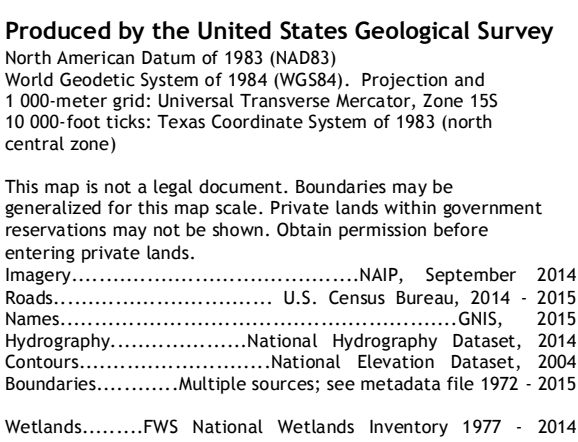 Produced by the United States Geological Survey
North American Datum of 1983 (NAD83)
World Geodetic System of 1984 (WGS84). Projection and
1 000-meter grid: Universal Transverse Mercator, Zone 15S
10 000-foot ticks: Texas Coordinate System of 1983 (north
central zone)
This map is not a legal document. Boundaries may be
generalized for this map scale. Private lands within government
reservations may not be shown. Obtain permission before
entering private lands.
Imagery.......................................NAIP, September 2014
Roads.............................. U.S. Census Bureau, 2014 - 2015
Names......................................................GNIS, 2015
Hydrography...................National Hydrography Dataset, 2014
Contours.......................National Elevation Dataset, 2004
Boundaries............Multiple sources; see metadata file 1972 - 2015
Wetlands.........FWS National Wetlands Inventory 1977 - 2014